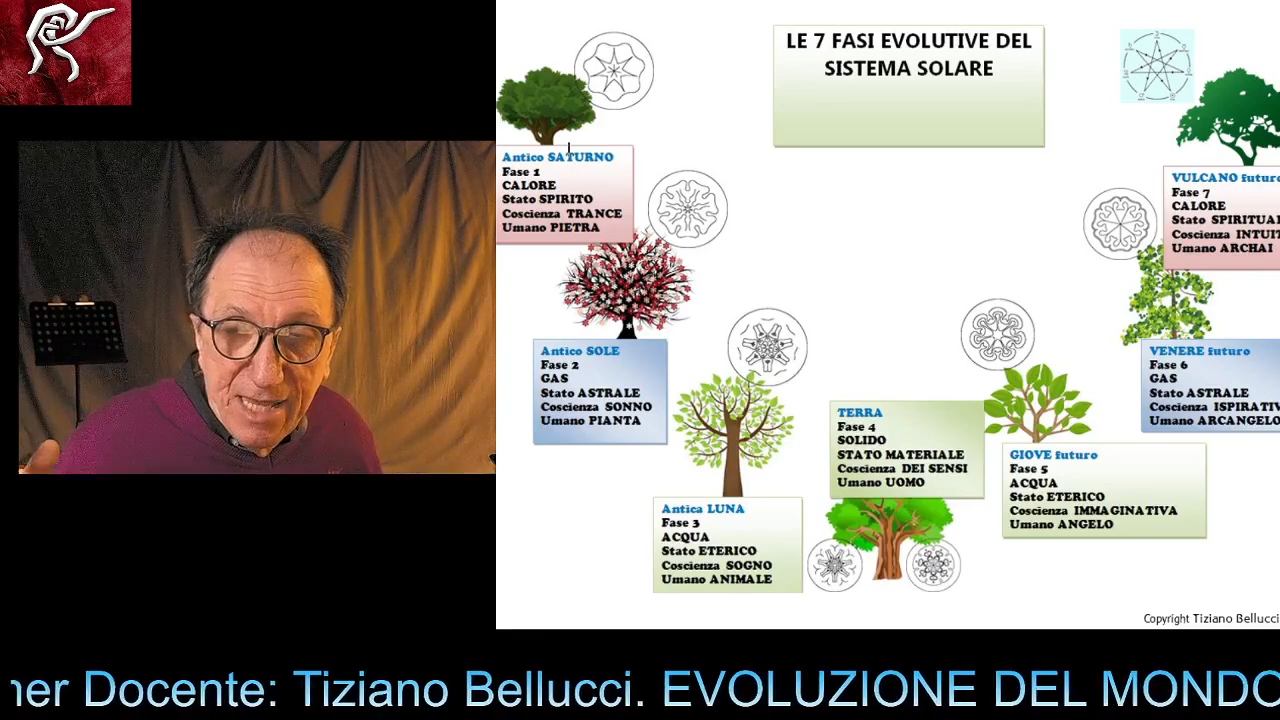 LE 7 FASI EVOLUTIVE DEL
SISTEMA SOLARE
Antico SATURNO
Fase 1
CALORE
Stato SPIRITO
Coscienza TRANCE
Umano PIETRA
Antico SOLE
Fase 2
GAS
Stato ASTRALE
Coscienza SONNO
Umano PIANTA
Antica LUNA
Fase 3
ACQUA
Stato ETERICO
Coscienza SOGNO
Umano ANIMALE
TERRA
Fase 4
SOLIDO
STATO MATERIALE
Coscienza DEI SENSI
Umano UOMO
GIOVE futuro
Fase 5
ACQUA
Stato ETERICO
Coscienza IMMAGINATIVA
Umano ANGELO
VENERE futuro
Fase 6
GAS
Stato ASTRALE
Coscienza ISPIRATIV
Umano ARCANGELO
VULCANO futuro
Fase 7
CALORE
Stato SPIRITUA
Coscienza INTUIT
Umano ARCHAI
Copyright Tiziano Bellucci
ner Docente: Tiziano Bellucci. EVOLUZIONE DEL MONDO